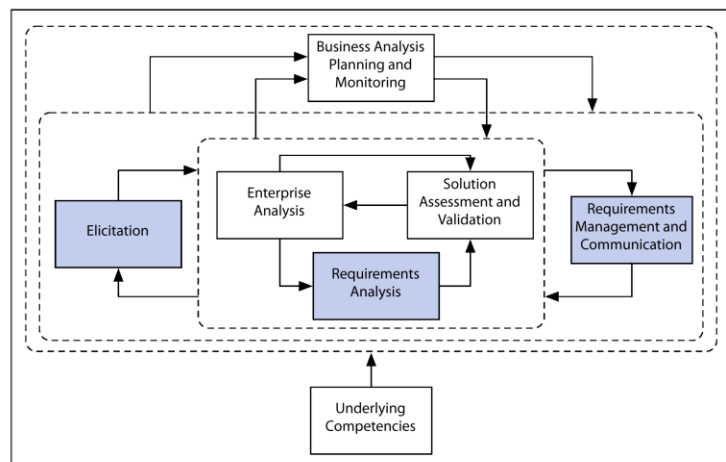 Business Analysis
Planning and
Monitoring
Enterprise
Analysis
Solution
Assessment and
Validation
Elicitation
Requirements
Management and
Communication
Requirements
Analysis
Underlying
Competencies